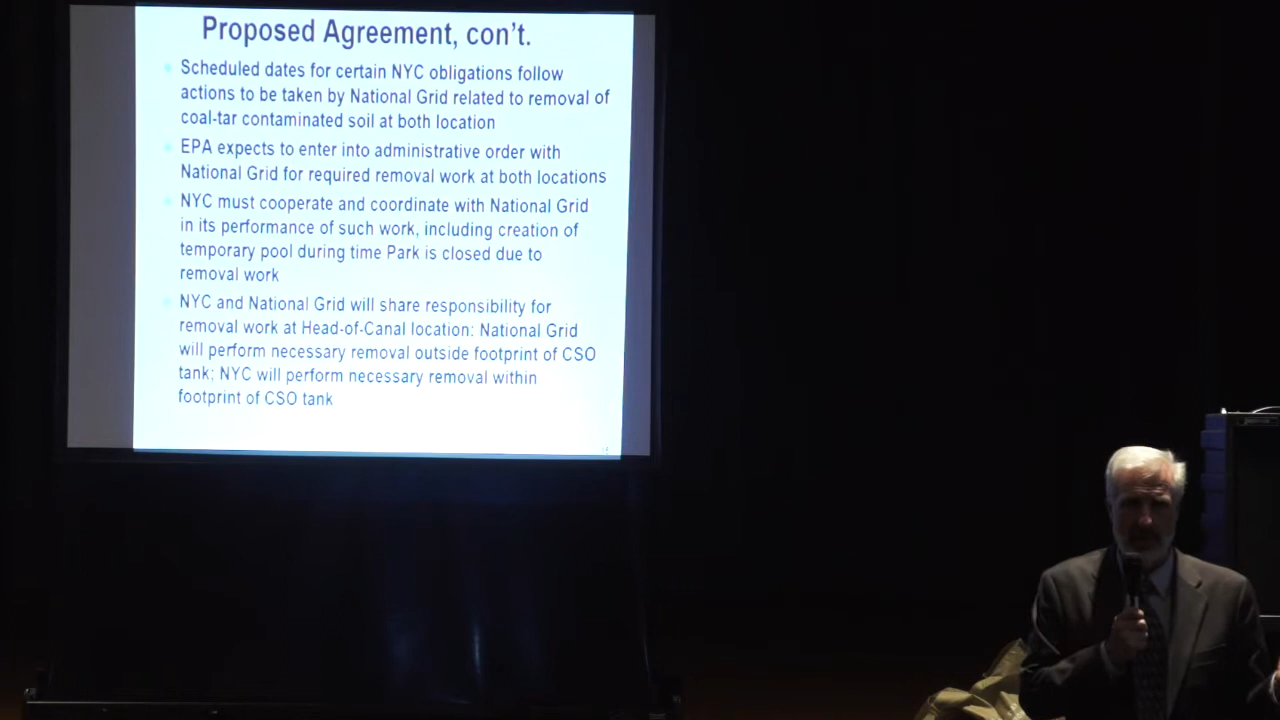 Proposed Agreement, con't.
Scheduled dates for certain NYC obligations follow
actions to be taken by National Grid related to removal of
coal-tar contaminated soil at both location
EPA expects to enter into administrative order with
National Grid for required removal work at both locations
NYC must cooperate and coordinate with National Grid
in its performance of such work, including creation of
temporary pool during time Park is closed due to
removal work
NYC and National Grid will share responsibility for
removal work at Head-of-Canal location: National Grid
will perform necessary removal outside footprint of CSO
tank; NYC will perform necessary removal within
footprint of CSO tank